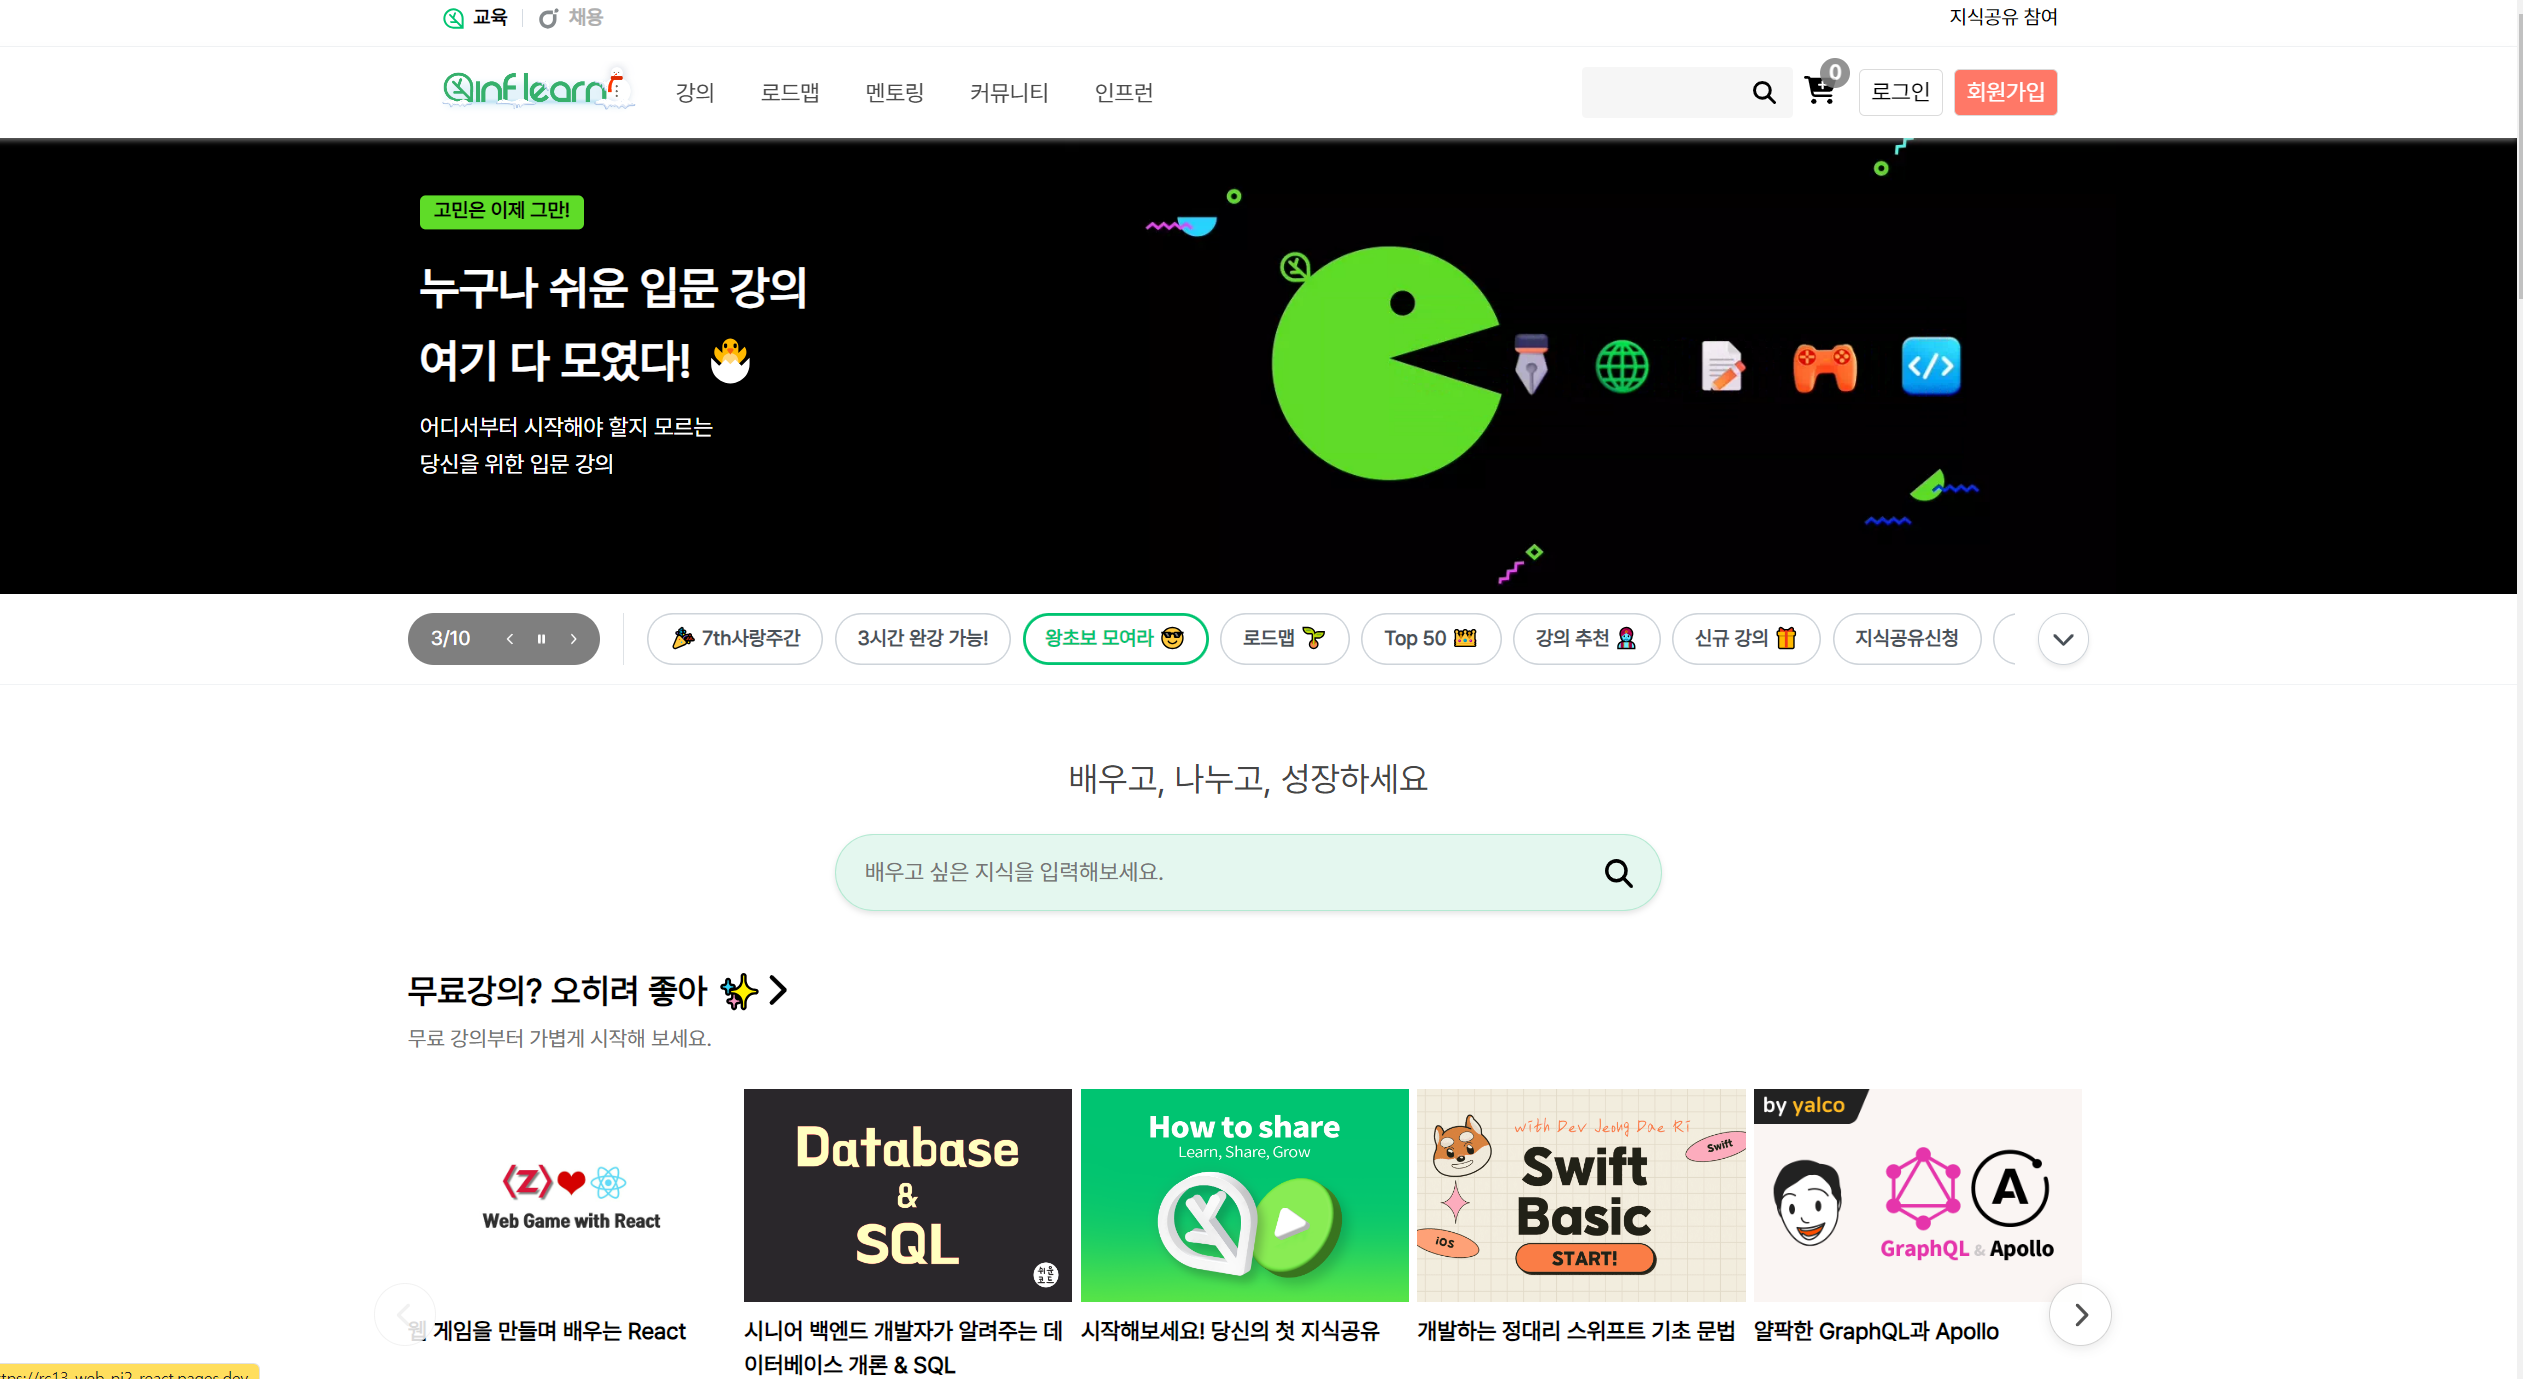 교육
채용
지식공유 참여
inflearn
강의
로드맵
멘토링
커뮤니티
인프런
0
로그인
회원가입
고민은 이제 그만!
누구나 쉬운 입문 강의
여기 다 모였다! 🐣
어디서부터 시작해야 할지 모르는
당신을 위한 입문 강의
3/10
🎉 7th사랑주간
3시간 완강 가능!
왕초보 모여라 😎
로드맵 🌱
Top 50 👑
강의 추천
신규 강의 🎁
지식공유신청
배우고, 나누고, 성장하세요
배우고 싶은 지식을 입력해보세요.
무료강의? 오히려 좋아 ✨
무료 강의부터 가볍게 시작해 보세요.
Z
Web Game with React
Database
&
SQL
쉬운
코드
How to share
Learn, Share, Grow
with Dev Jeong Dae Ri
Swift
Swift
Basic
iOS
START!
by yalco
A
GraphQL & Apollo
웹 게임을 만들며 배우는 React
시니어 백엔드 개발자가 알려주는 데
이터베이스 개론 & SQL
시작해보세요! 당신의 첫 지식공유
개발하는 정대리 스위프트 기초 문법
얄팍한 GraphQL과 Apollo